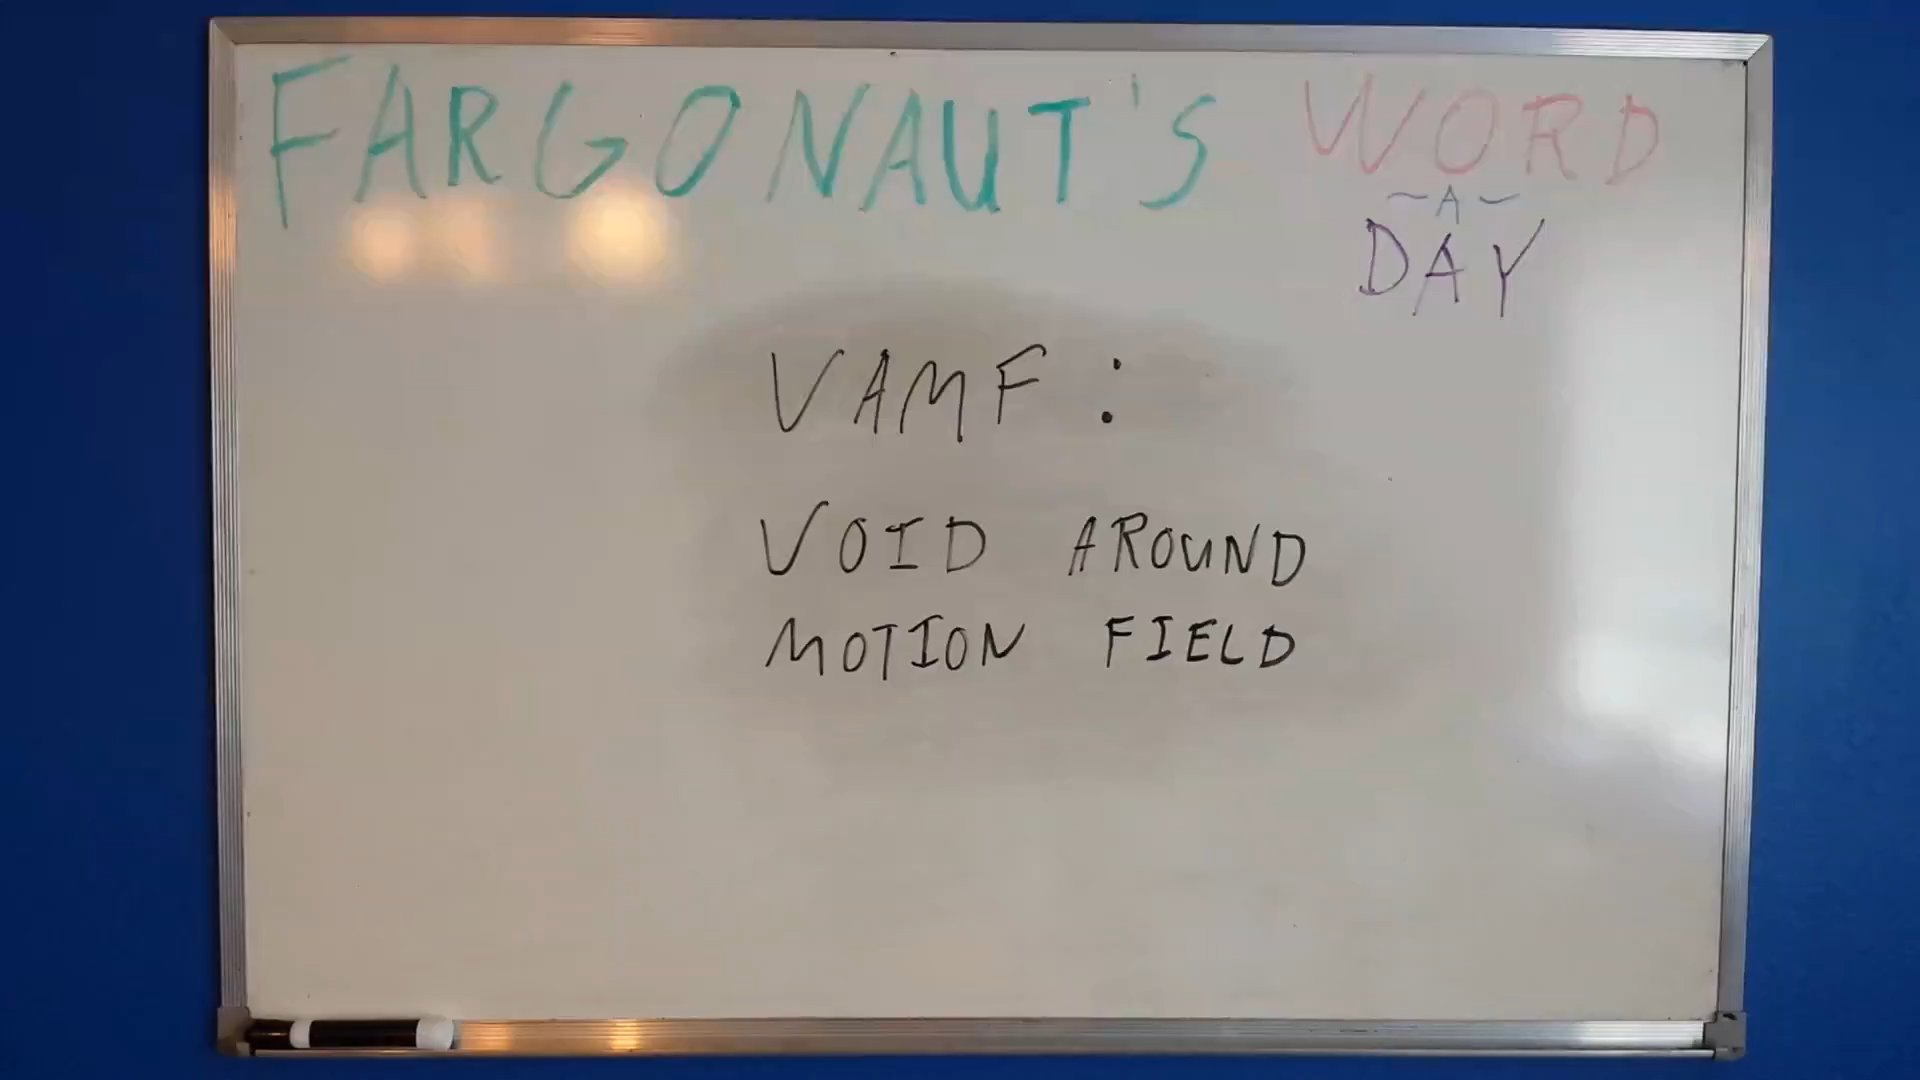 FARGONAUT'S WORD
~A~
DAY
VAMF:
VOID AROUND
MOTION FIELD